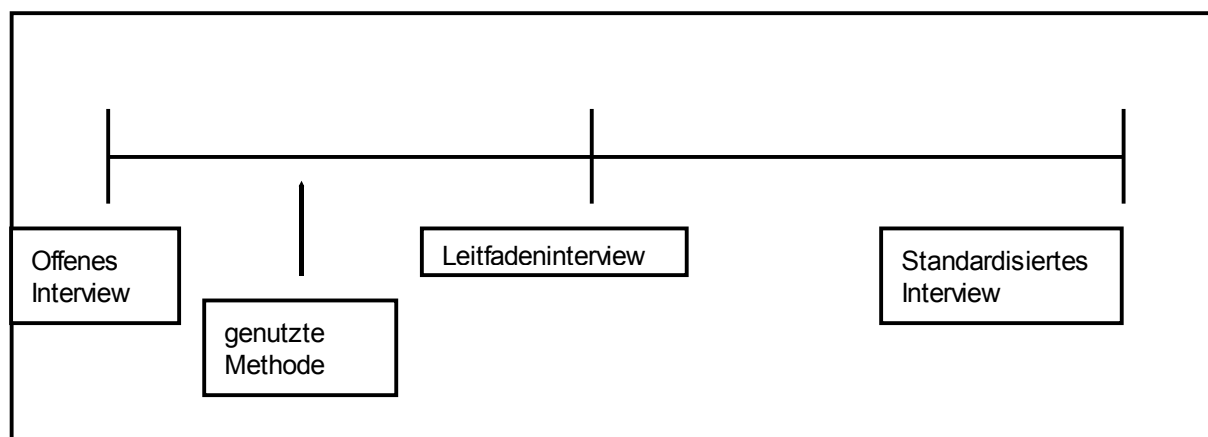 Offenes
Interview
genutzte
Methode
Leitfadeninterview
Standardisiertes
Interview